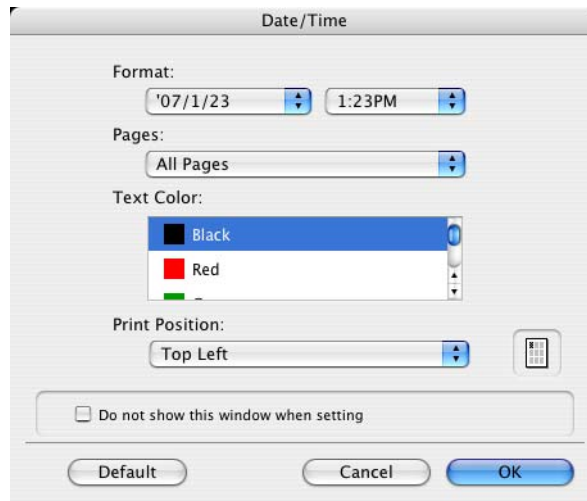 Date/Time
Format:
'07/1/23 1:23PM
Pages:
All Pages
Text Color:
Black
Red
Print Position:
Top Left
Do not show this window when setting
Default Cancel OK